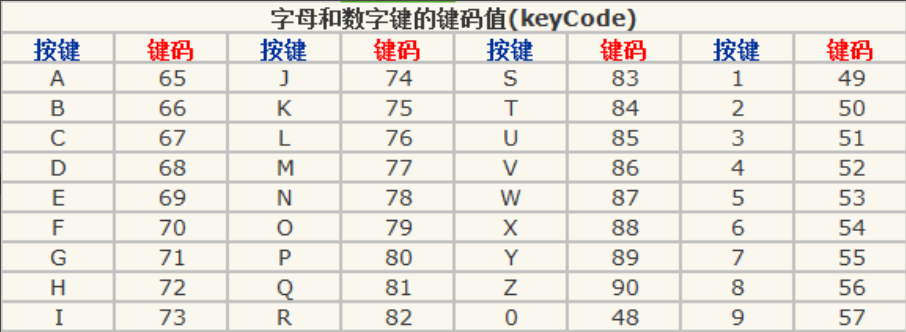 字母和数字键的键码值(keyCode)
按键 键码 按键 键码 按键 键码 按键 键码
A 65 J 74 S 83 1 49
B 66 K 75 T 84 2 50
C 67 L 76 U 85 3 51
D 68 M 77 V 86 4 52
E 69 N 78 W 87 5 53
F 70 O 79 X 88 6 54
G 71 P 80 Y 89 7 55
H 72 Q 81 Z 90 8 56
I 73 R 82 0 48 9 57